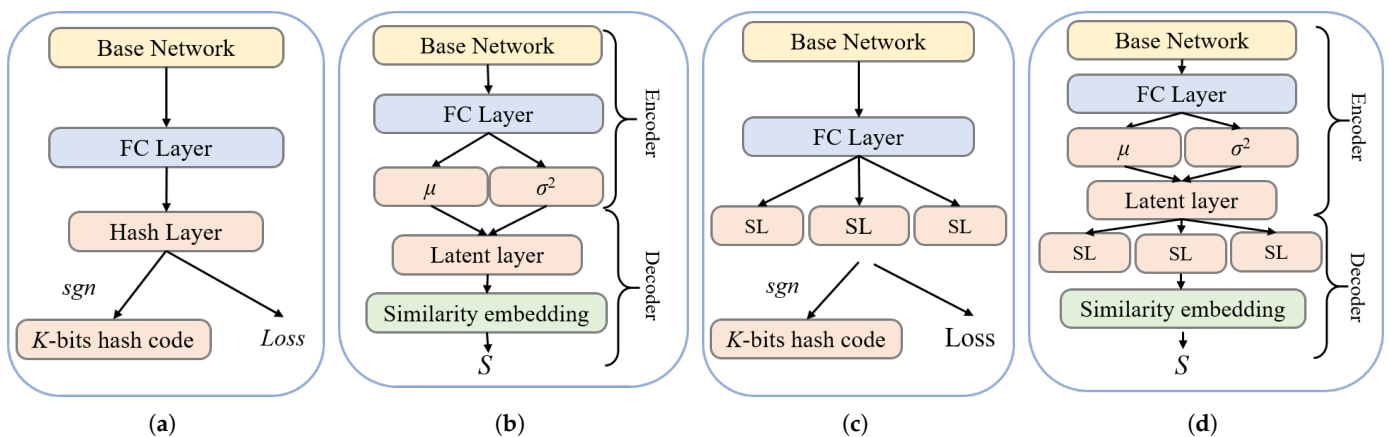 Base Network
FC Layer
Hash Layer
sgn
K-bits hash code
Loss
(a)
Base Network
FC Layer
μ
σ²
Latent layer
Similarity embedding
S
Encoder
Decoder
(b)
Base Network
FC Layer
SL
SL
SL
sgn
K-bits hash code
Loss
(c)
Base Network
FC Layer
μ
σ²
Latent layer
SL
SL
SL
Similarity embedding
S
Encoder
Decoder
(d)